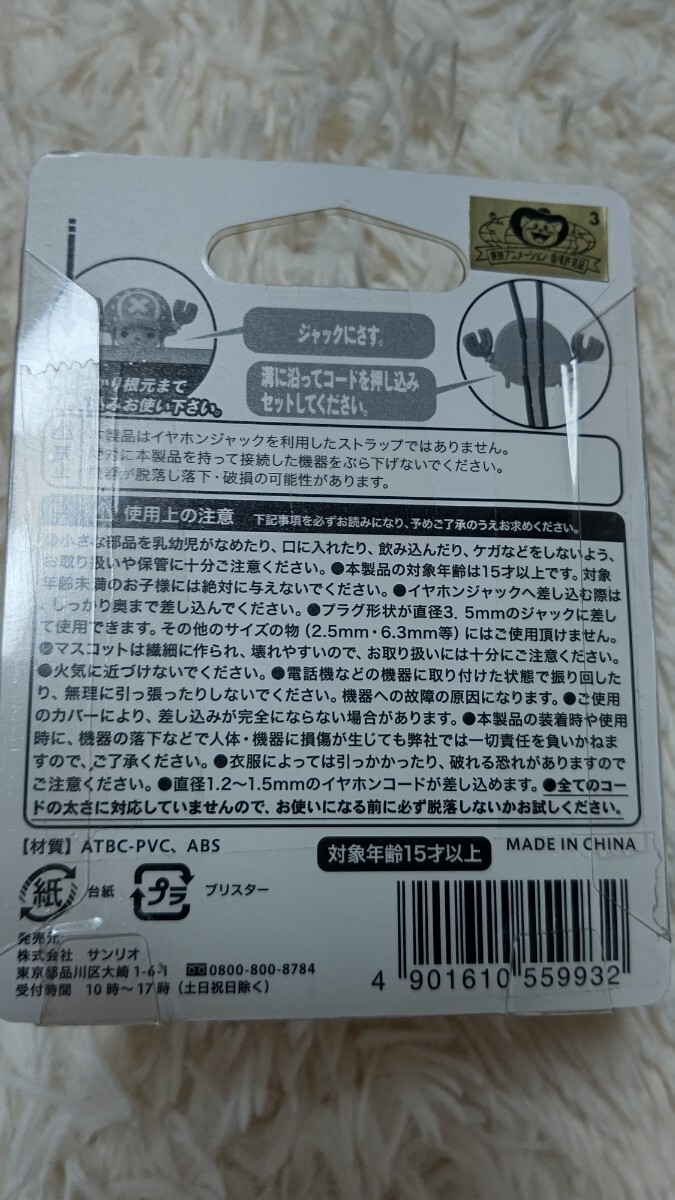 3
東映アニメーション
ジャックにさす。
り根元まで
みお使い下さい。
溝に沿ってコードを押し込み
セットしてください。
本製品はイヤホンジャックを利用したストラップではありません。
に本製品を持って接続した機器をぶら下げないでください。
器が脱落し落下・破損の可能性があります。
使用上の注意 下記事項を必ずお読みになり、予めご了承のうえお求めください。
●小さな部品を乳幼児がなめたり、口に入れたり、飲み込んだり、ケガなどをしないよう、
お取り扱いや保管に十分ご注意ください。●本製品の対象年齢は15才以上です。対象
年齢未満のお子様には絶対に与えないでください。●イヤホンジャックへ差し込む際は
、しっかり奥まで差し込んでください。●プラグ形状が直径3．5mmのジャックに差し
て使用できます。その他のサイズの物（2.5mm・6.3mm等）にはご使用頂けません。
●マスコットは繊細に作られ、壊れやすいので、お取り扱いには十分にご注意ください。
●火気に近づけないでください。●電話機などの機器に取り付けた状態で振り回した
り、無理に引っ張ったりしないでください。機器への故障の原因になります。●ご使用
のカバーにより、差し込みが完全にならない場合があります。●本製品の装着時や使用
時に、機器の落下などで人体・機器に損傷が生じても弊社では一切責任を負いかねま
すので、ご了承ください。●衣服によっては引っかかったり、破れる恐れがありますので
ご注意ください。●直径1.2〜1.5mmのイヤホンコードが差し込めます。●全てのコー
ドの太さに対応していませんので、お使いになる前に必ず脱落しないかお試しください。
【材質】ATBC-PVC、ABS
対象年齢15才以上
MADE IN CHINA
紙 台紙 プラ ブリスター
発売元
株式会社 サンリオ
東京都品川区大崎1-6-1 0800-800-8784
受付時間 10時〜17時（土日祝日除く）
4 901610 559932